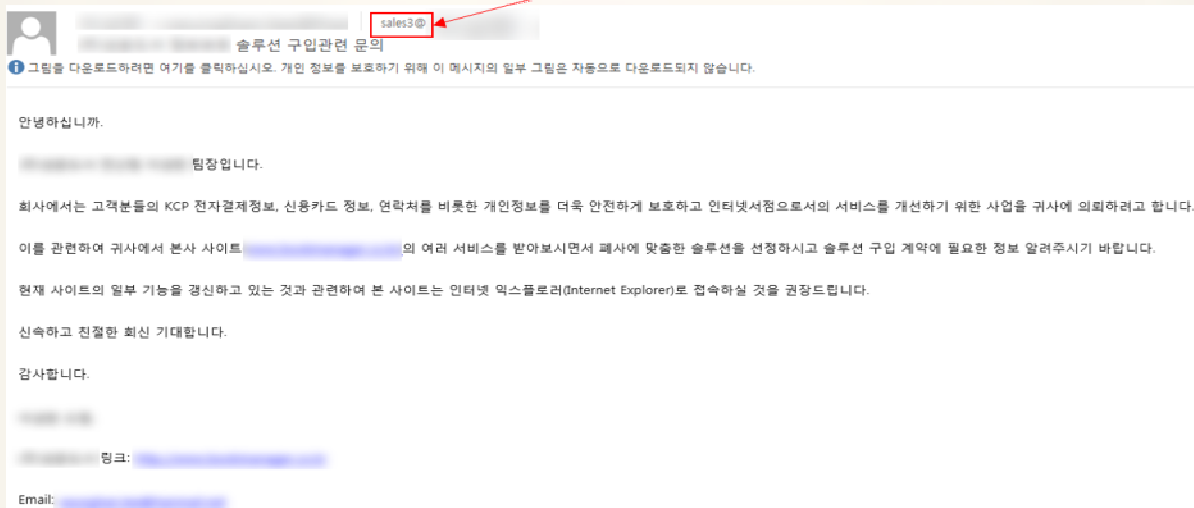 sales3@
솔루션 구입관련 문의
그림을 다운로드하려면 여기를 클릭하십시오. 개인 정보를 보호하기 위해 이 메시지의 일부 그림은 자동으로 다운로드되지 않습니다.
안녕하십니까.
팀장입니다.
회사에서는 고객분들의 KCP 전자결제정보, 신용카드 정보, 연락처를 비롯한 개인정보를 더욱 안전하게 보호하고 인터넷서점으로서의 서비스를 개선하기 위한 사업을 귀사에 의뢰하려고 합니다.
이를 관련하여 귀사에서 본사 사이트 의 여러 서비스를 받아보시면서 폐사에 맞춤한 솔루션을 선정하시고 솔루션 구입 계약에 필요한 정보 알려주시기 바랍니다.
현재 사이트의 일부 기능을 갱신하고 있는 것과 관련하여 본 사이트는 인터넷 익스플로러(Internet Explorer)로 접속하실 것을 권장드립니다.
신속하고 친절한 회신 기대합니다.
감사합니다.
링크:
Email: